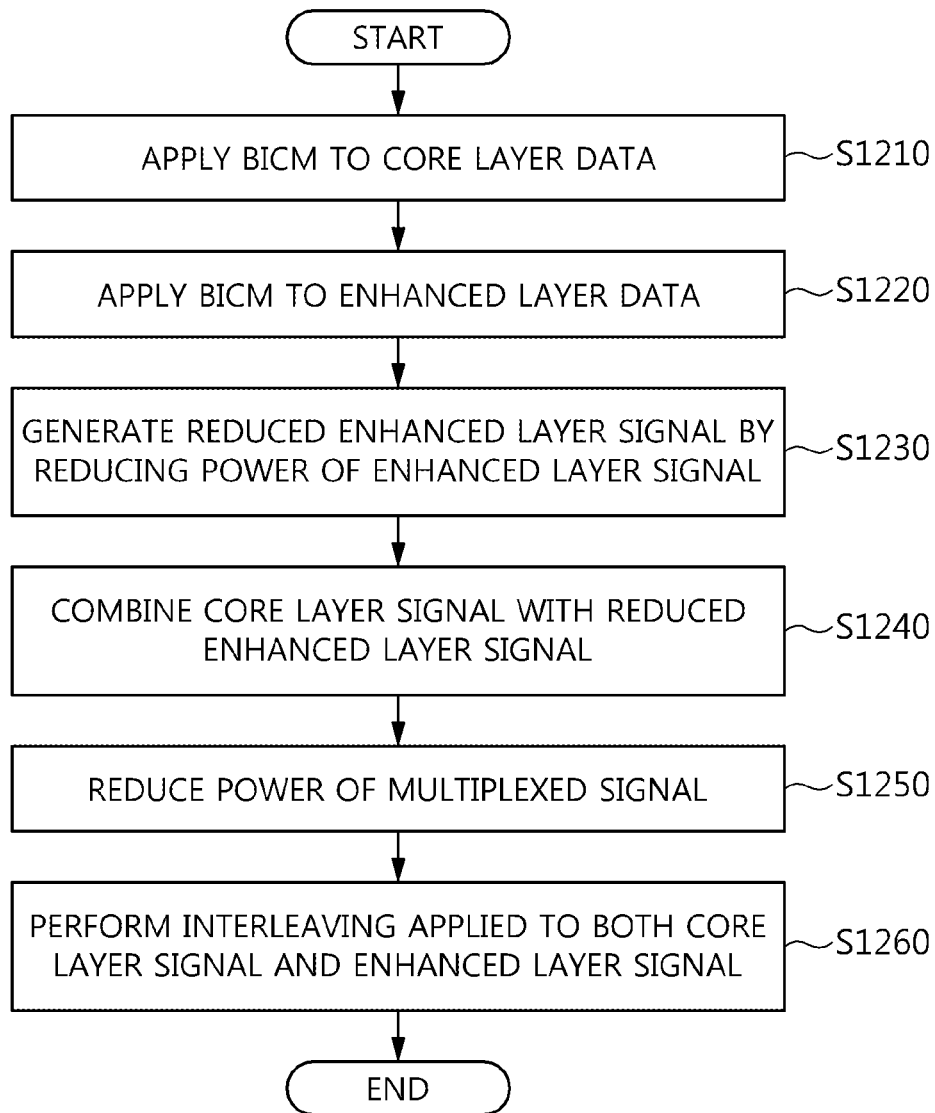 START
APPLY BICM TO CORE LAYER DATA
S1210
APPLY BICM TO ENHANCED LAYER DATA
S1220
GENERATE REDUCED ENHANCED LAYER SIGNAL BY
REDUCING POWER OF ENHANCED LAYER SIGNAL
S1230
COMBINE CORE LAYER SIGNAL WITH REDUCED
ENHANCED LAYER SIGNAL
S1240
REDUCE POWER OF MULTIPLEXED SIGNAL
S1250
PERFORM INTERLEAVING APPLIED TO BOTH CORE
LAYER SIGNAL AND ENHANCED LAYER SIGNAL
S1260
END